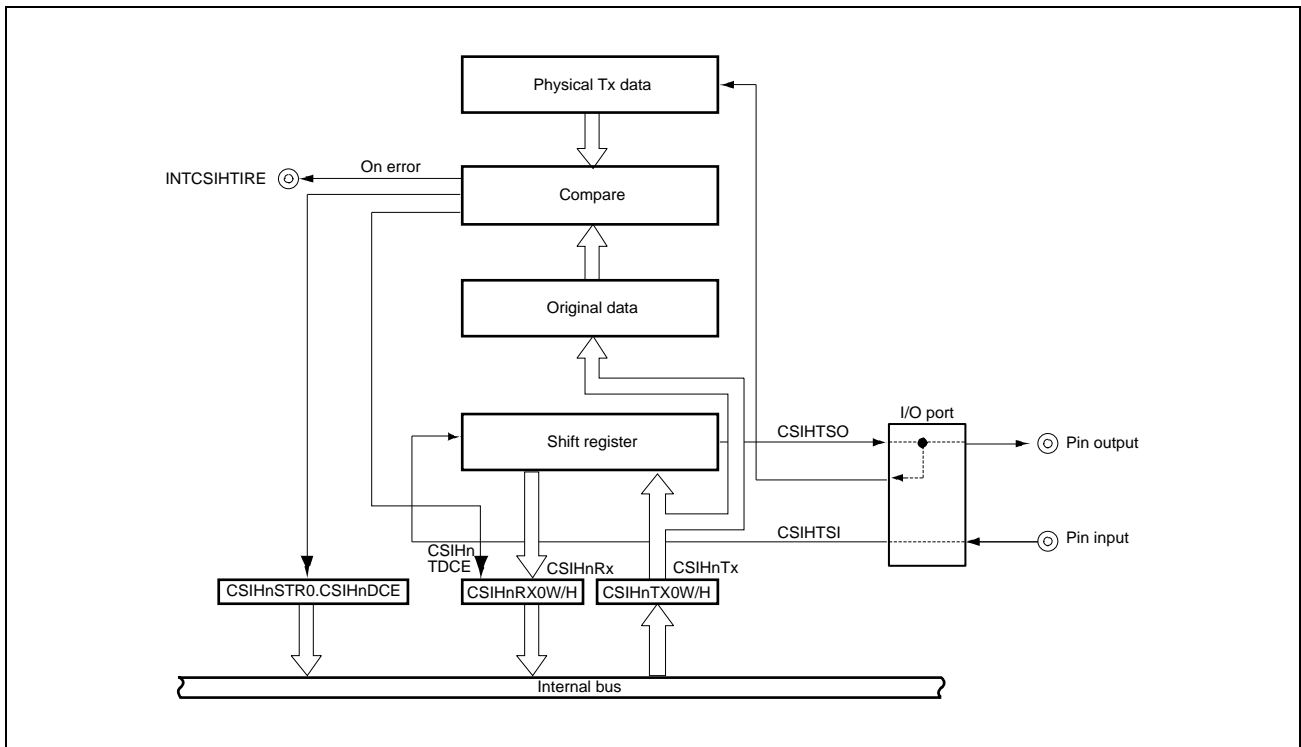 Physical Tx data
On error
INTCSIHTIRE
Compare
Original data
I/O port
Shift register
CSIHTSO
Pin output
CSIHTSI
Pin input
CSIHn
TDCE
CSIHnRx
CSIHnTx
CSIHnSTR0.CSIHnDCE
CSIHnRX0W/H
CSIHnTX0W/H
Internal bus